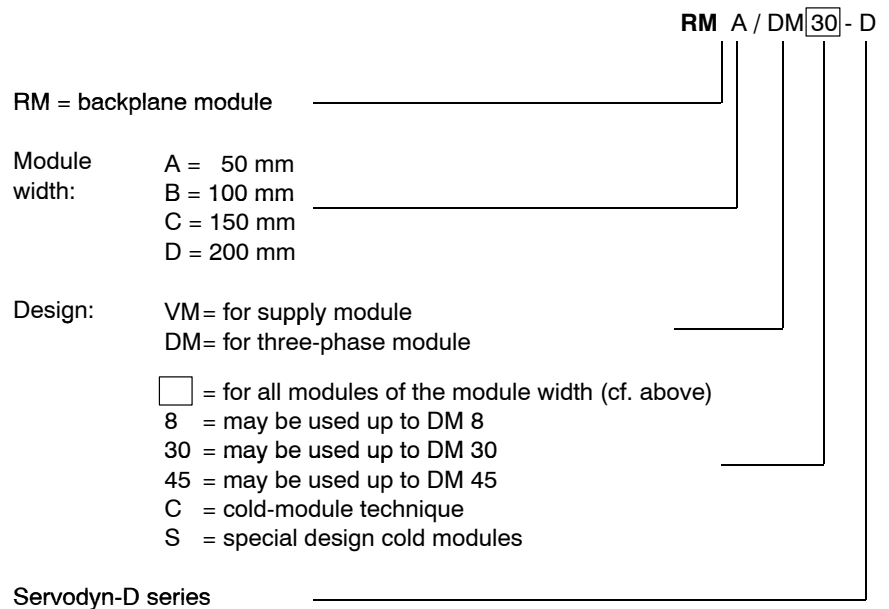 RM A / DM 30 - D
RM = backplane module
Module width:
A = 50 mm
B = 100 mm
C = 150 mm
D = 200 mm
Design:
VM= for supply module
DM= for three-phase module
= for all modules of the module width (cf. above)
8 = may be used up to DM 8
30 = may be used up to DM 30
45 = may be used up to DM 45
C = cold-module technique
S = special design cold modules
Servodyn-D series